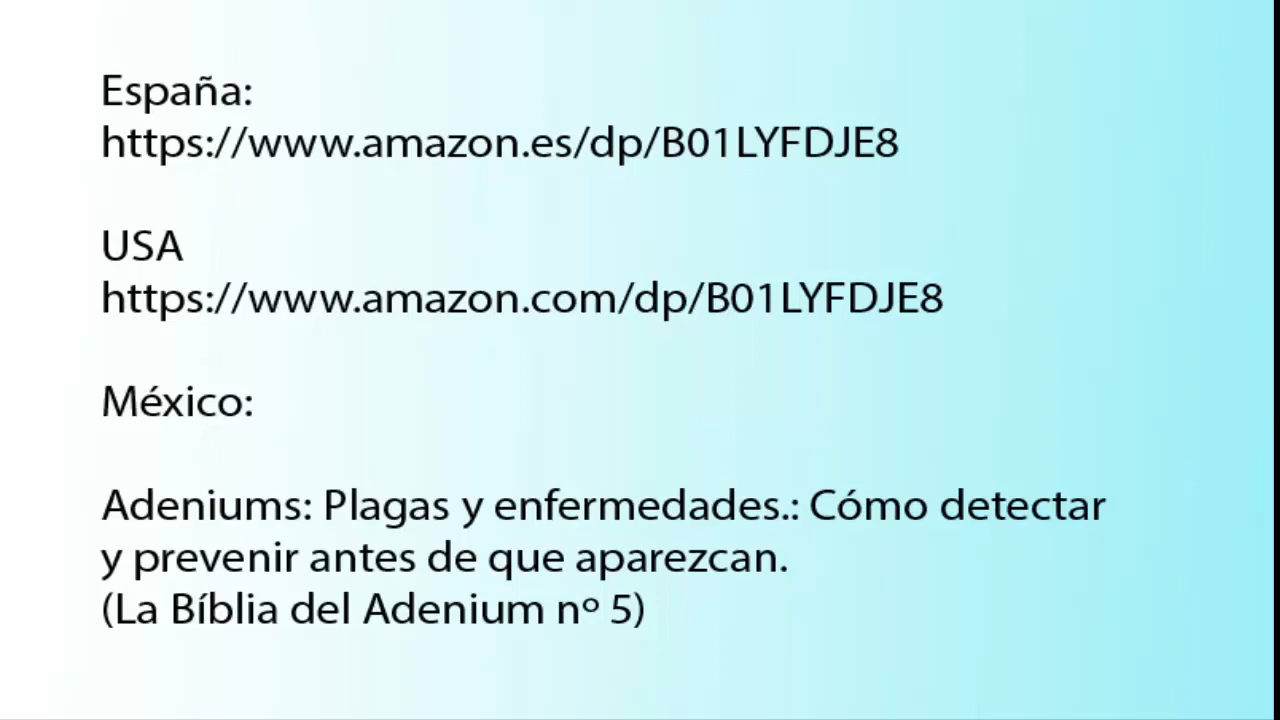 España:
https://www.amazon.es/dp/B01LYFDJE8
USA
https://www.amazon.com/dp/B01LYFDJE8
México:
Adeniums: Plagas y enfermedades.: Cómo detectar
y prevenir antes de que aparezcan.
(La Bíblia del Adenium nº 5)